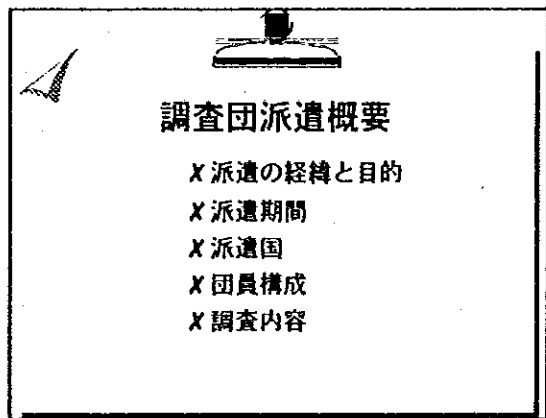 調査団派遣概要
✗派遣の経緯と目的
✗派遣期間
✗派遣国
✗団員構成
✗調査内容